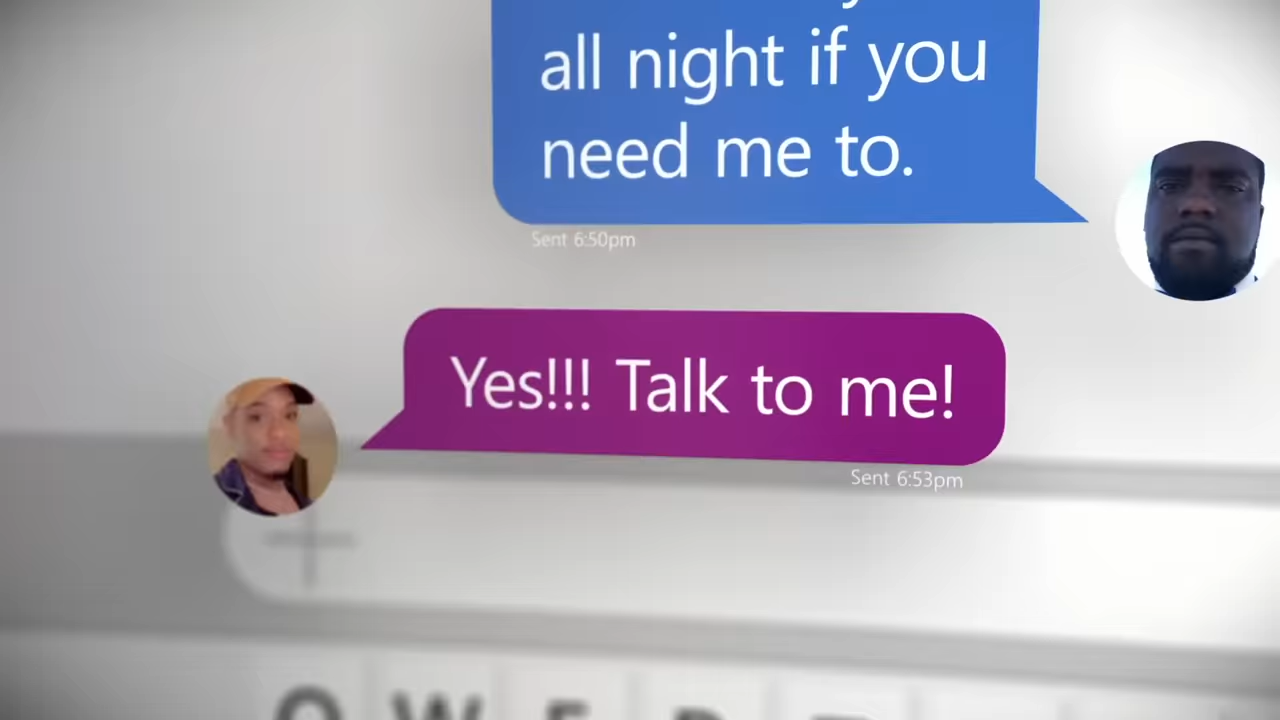 all night if you
need me to.
Sent 6:50pm
Yes!!! Talk to me!
Sent 6:53pm
Q W E R